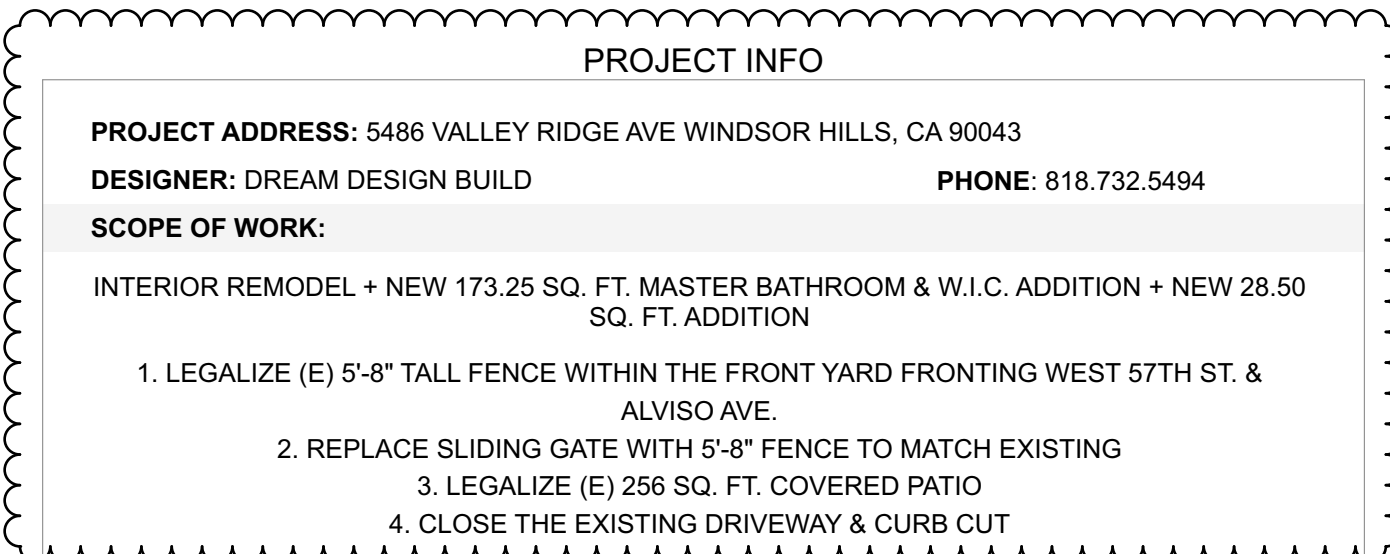 PROJECT INFO
PROJECT ADDRESS: 5486 VALLEY RIDGE AVE WINDSOR HILLS, CA 90043
DESIGNER: DREAM DESIGN BUILD PHONE: 818.732.5494
SCOPE OF WORK:
INTERIOR REMODEL + NEW 173.25 SQ. FT. MASTER BATHROOM & W.I.C. ADDITION + NEW 28.50
SQ. FT. ADDITION
1. LEGALIZE (E) 5'-8" TALL FENCE WITHIN THE FRONT YARD FRONTING WEST 57TH ST. &
ALVISO AVE.
2. REPLACE SLIDING GATE WITH 5'-8" FENCE TO MATCH EXISTING
3. LEGALIZE (E) 256 SQ. FT. COVERED PATIO
4. CLOSE THE EXISTING DRIVEWAY & CURB CUT